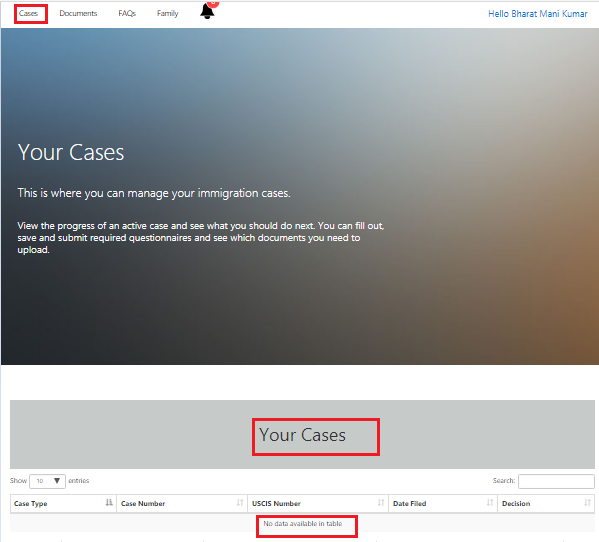 Cases Documents FAQs Family Hello Bharat Mani Kumar
Your Cases
This is where you can manage your immigration cases.
View the progress of an active case and see what you should do next. You can fill out,
save and submit required questionnaires and see which documents you need to
upload.
Your Cases
Show 10 entries Search:
Case Type Case Number USCIS Number Date Filed Decision
No data available in table